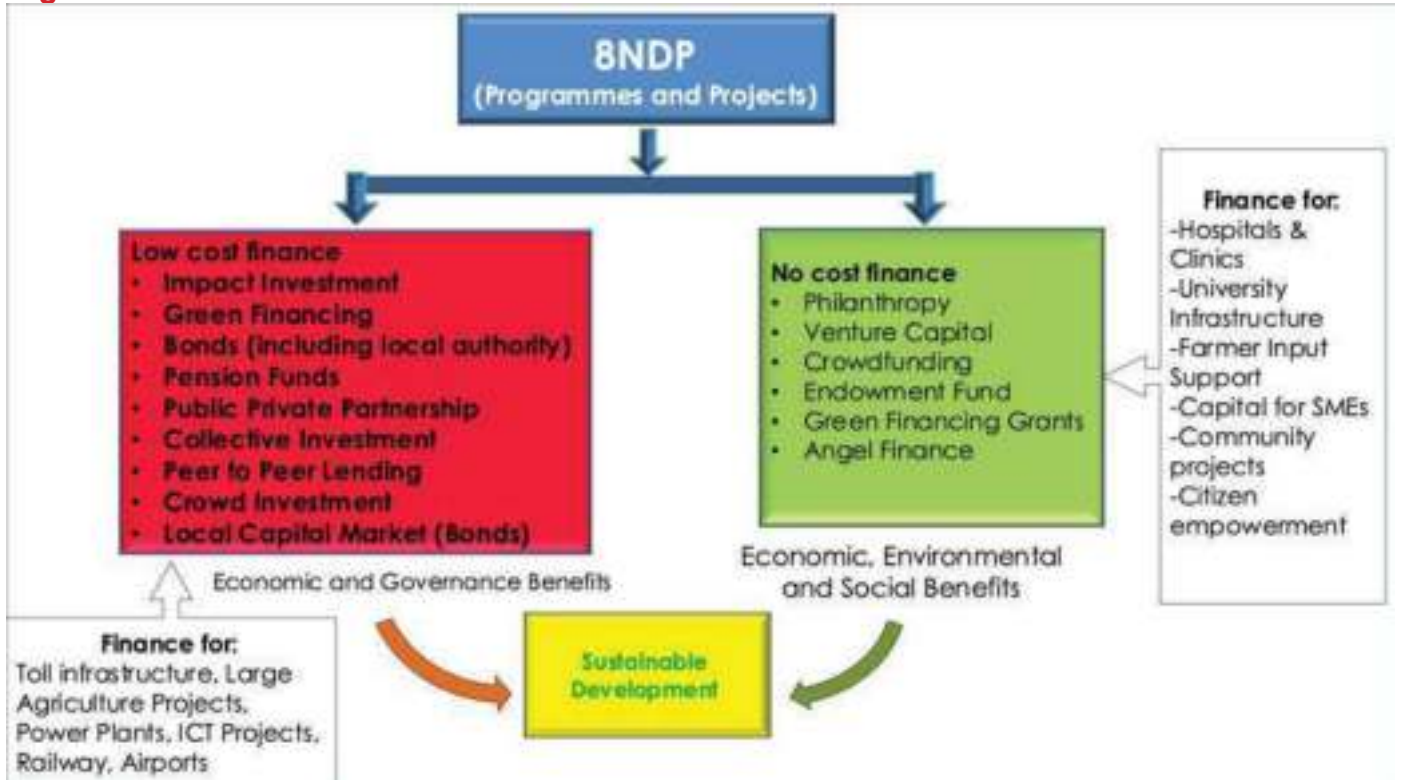 8NDP
(Programmes and Projects)
Low cost finance
• Impact Investment
• Green Financing
• Bonds (including local authority)
• Pension Funds
• Public Private Partnership
• Collective Investment
• Peer to Peer Lending
• Crowd Investment
• Local Capital Market (Bonds)
No cost finance
• Philanthropy
• Venture Capital
• Crowdfunding
• Endowment Fund
• Green Financing Grants
• Angel Finance
Finance for:
-Hospitals &
Clinics
-University
Infrastructure
-Farmer Input
Support
-Capital for SMEs
-Community
projects
-Citizen
empowerment
Economic and Governance Benefits
Economic, Environmental
and Social Benefits
Finance for:
Toll infrastructure, Large
Agriculture Projects,
Power Plants, ICT Projects,
Railway, Airports
Sustainable
Development